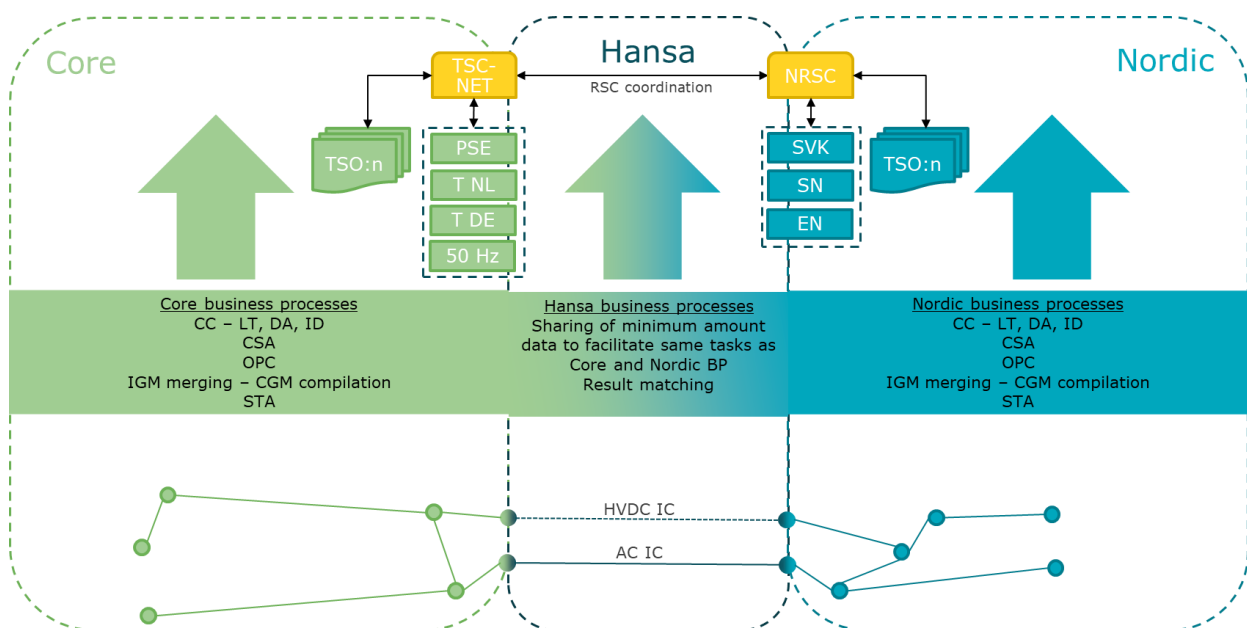 Core
Hansa
Nordic
TSC-
NET
RSC coordination
NRSC
TSO:n
PSE
T NL
T DE
50 Hz
SVK
SN
EN
TSO:n
Core business processes
CC – LT, DA, ID
CSA
OPC
IGM merging – CGM compilation
STA
Hansa business processes
Sharing of minimum amount
data to facilitate same tasks as
Core and Nordic BP
Result matching
Nordic business processes
CC – LT, DA, ID
CSA
OPC
IGM merging – CGM compilation
STA
HVDC IC
AC IC